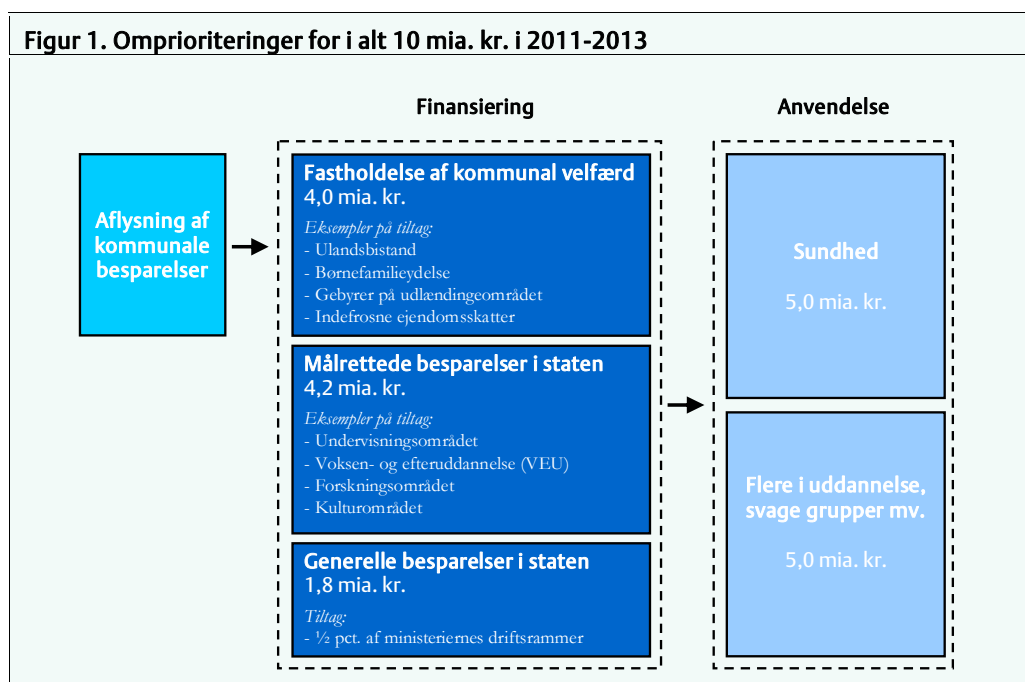 Figur 1. Omprioriteringer for i alt 10 mia. kr. i 2011-2013
Finansiering
Anvendelse
Aflysning af
kommunale
besparelser
Fastholdelse af kommunal velfærd
4,0 mia. kr.
Eksempler på tiltag:
- Ulandsbistand
- Børnefamilieydelse
- Gebyrer på udlændingeområdet
- Indefrosne ejendomsskatter
Målrettede besparelser i staten
4,2 mia. kr.
Eksempler på tiltag:
- Undervisningsområdet
- Voksen- og efteruddannelse (VEU)
- Forskningsområdet
- Kulturområdet
Generelle besparelser i staten
1,8 mia. kr.
Tiltag:
- ½ pct. af ministeriernes driftsrammer
Sundhed
5,0 mia. kr.
Flere i uddannelse,
svage grupper mv.
5,0 mia. kr.